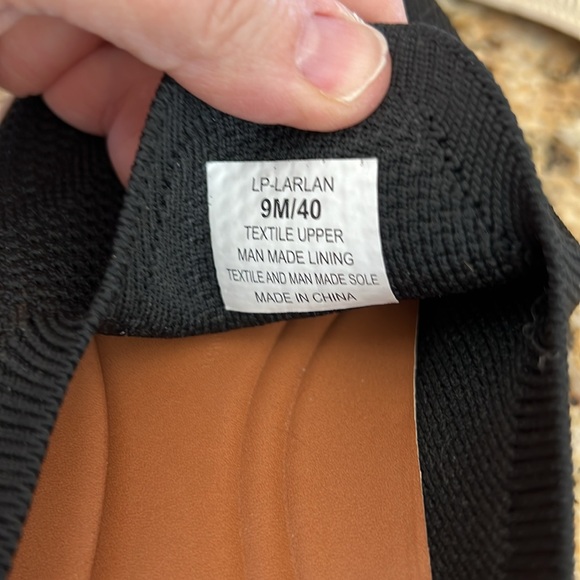 LP-LARLAN
9M/40
TEXTILE UPPER
MAN MADE LINING
TEXTILE AND MAN MADE SOLE
MADE IN CHINA